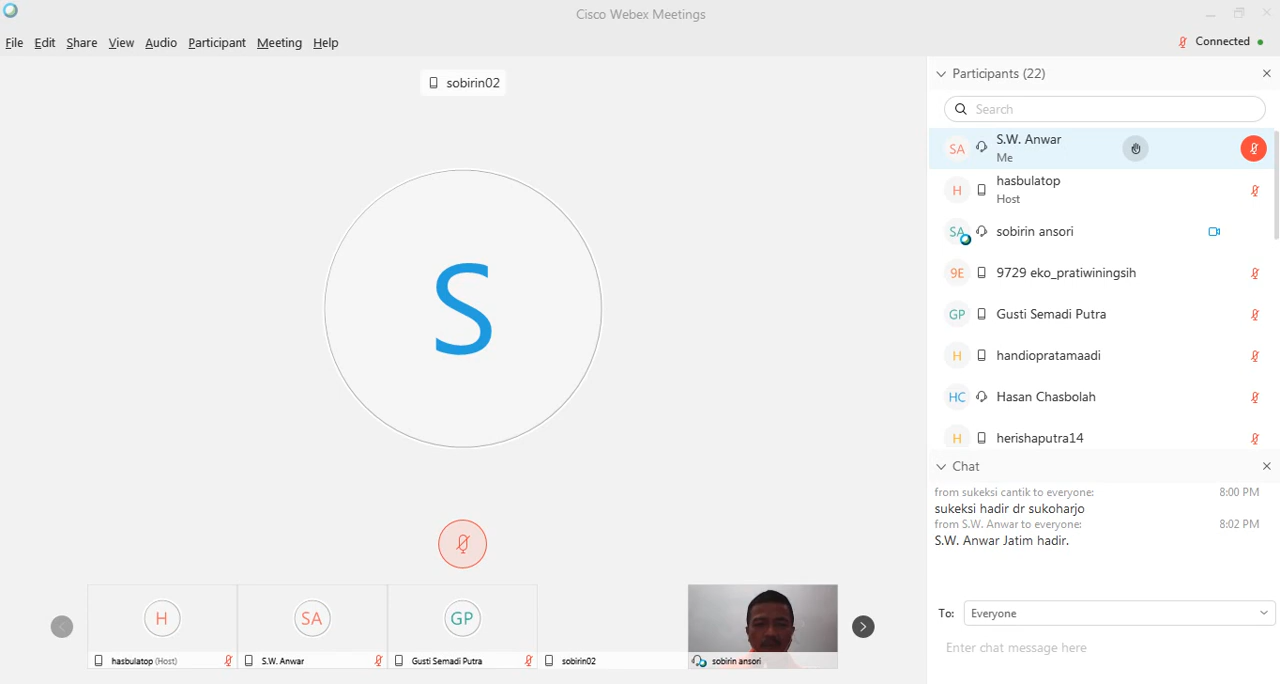 Cisco Webex Meetings
File Edit Share View Audio Participant Meeting Help
Connected
sobirin02
S
H
hasbulatop (Host)
SA
S.W. Anwar
GP
Gusti Semadi Putra
sobirin02
sobirin ansori
Participants (22)
Search
SA S.W. Anwar
Me
H hasbulatop
Host
SA sobirin ansori
9E 9729 eko_pratiwiningsih
GP Gusti Semadi Putra
H handiopratamaadi
HC Hasan Chasbolah
H herishaputra14
Chat
from sukeksi cantik to everyone: 8:00 PM
sukeksi hadir dr sukoharjo
from S.W. Anwar to everyone: 8:02 PM
S.W. Anwar Jatim hadir.
To: Everyone
Enter chat message here